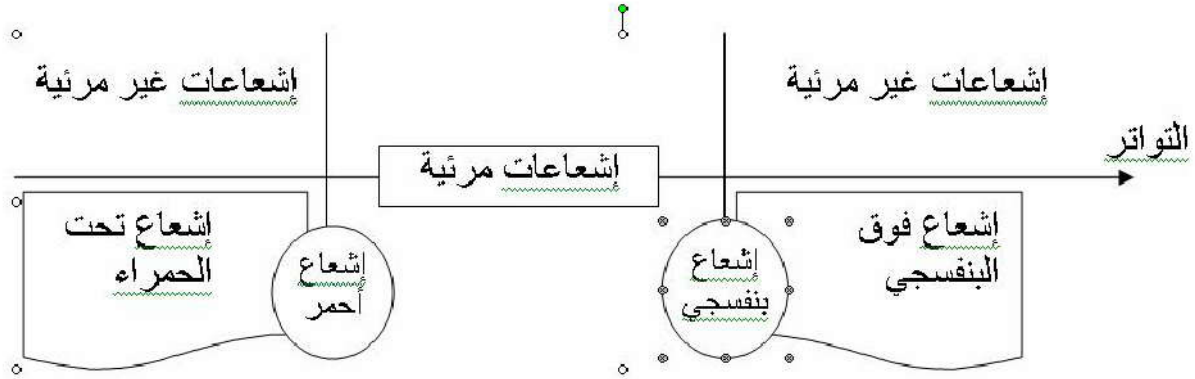 إشعاعات غير مرئية
إشعاعات غير مرئية
التواتر
إشعاعات مرئية
إشعاع فوق
البنفسجي
إشعاع
بنفسجي
إشعاع
أحمر
إشعاع تحت
الحمراء